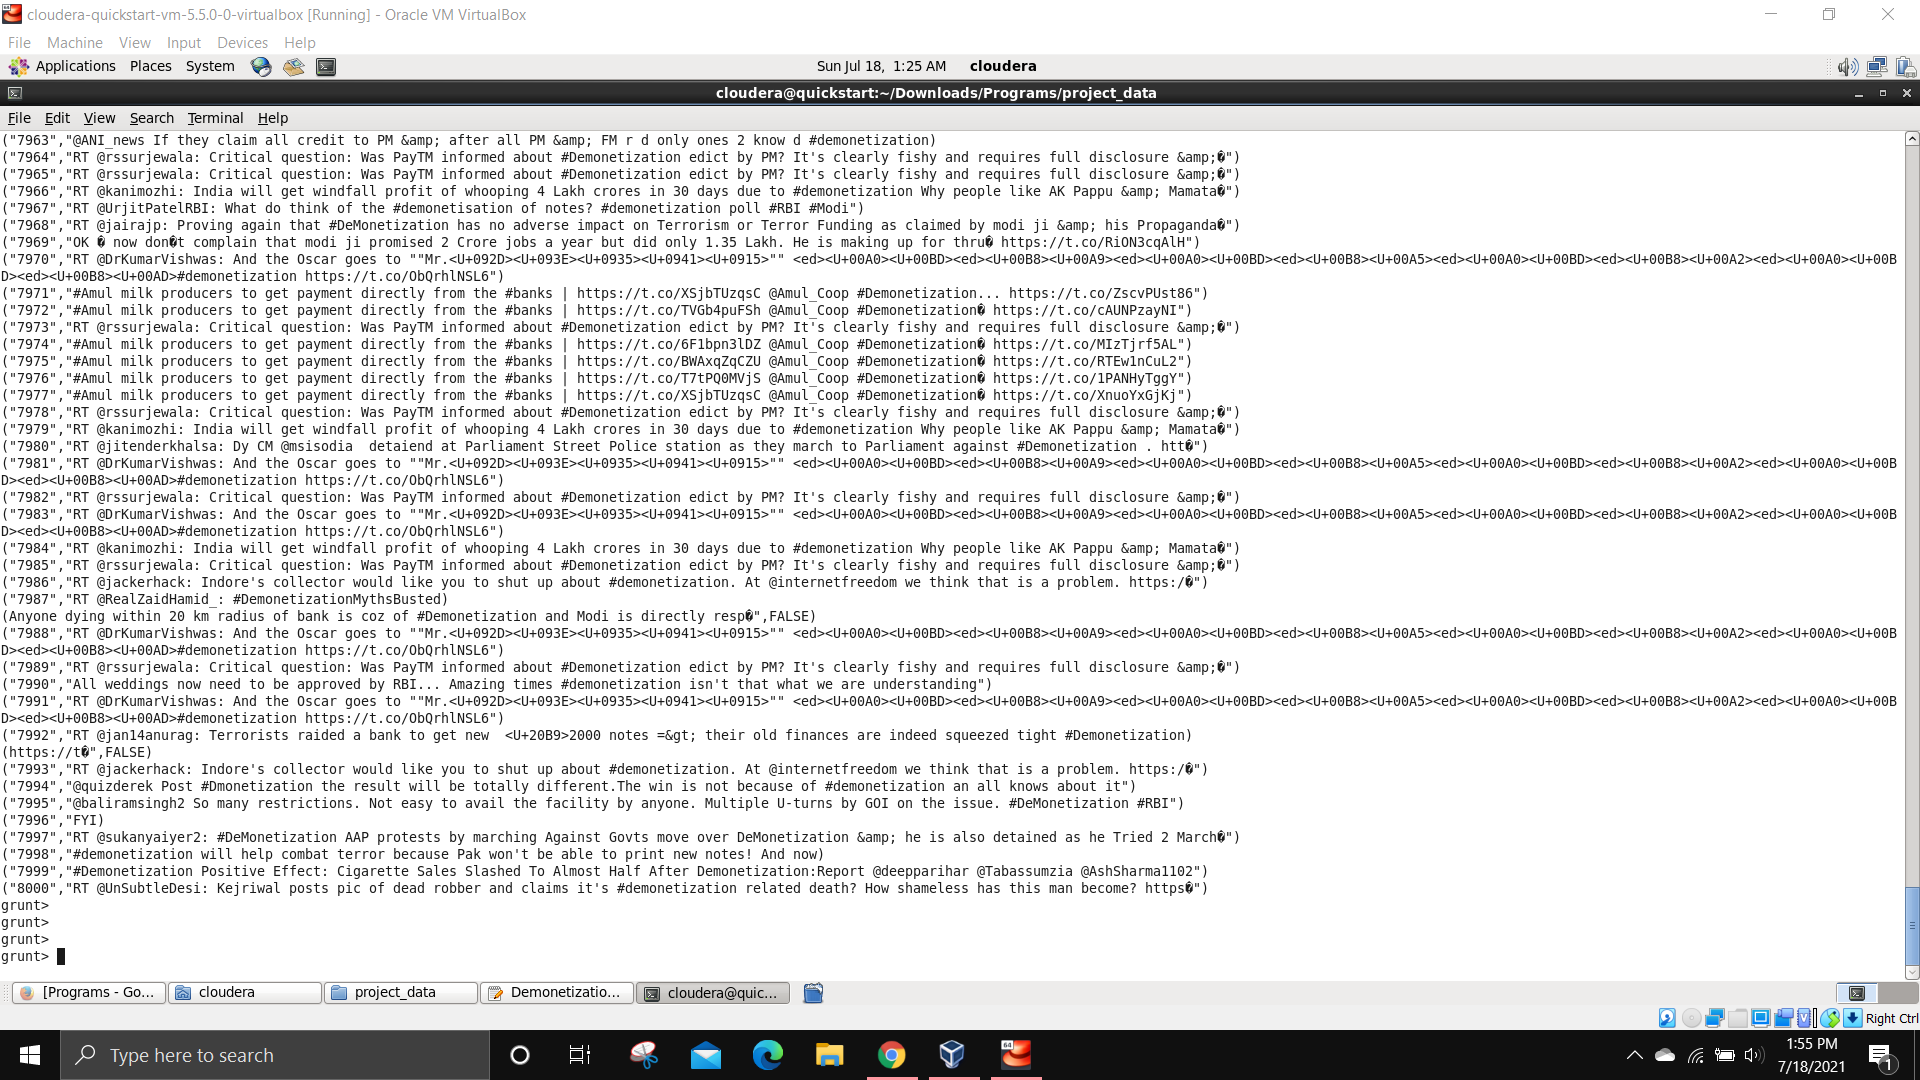 cloudera-quickstart-vm-5.5.0-0-virtualbox [Running] - Oracle VM VirtualBox
File Machine View Input Devices Help
Applications Places System Sun Jul 18, 1:25 AM cloudera
cloudera@quickstart:~/Downloads/Programs/project_data
File Edit View Search Terminal Help
("7963","@ANI_news If they claim all credit to PM &amp; after all PM &amp; FM r d only ones 2 know d #demonetization)
("7964","RT @rssurjewala: Critical question: Was PayTM informed about #Demonetization edict by PM? It's clearly fishy and requires full disclosure &amp;�")
("7965","RT @rssurjewala: Critical question: Was PayTM informed about #Demonetization edict by PM? It's clearly fishy and requires full disclosure &amp;�")
("7966","RT @kanimozhi: India will get windfall profit of whooping 4 Lakh crores in 30 days due to #demonetization Why people like AK Pappu &amp; Mamata�")
("7967","RT @UrjitPatelRBI: What do think of the #demonetisation of notes? #demonetization poll #RBI #Modi")
("7968","RT @jairajp: Proving again that #DeMonetization has no adverse impact on Terrorism or Terror Funding as claimed by modi ji &amp; his Propaganda�")
("7969","OK � now don�t complain that modi ji promised 2 Crore jobs a year but did only 1.35 Lakh. He is making up for thru� https://t.co/RiON3cqAlH")
("7970","RT @DrKumarVishwas: And the Oscar goes to ""Mr.<U+092D><U+093E><U+0935><U+0941><U+0915>"" <ed><U+00A0><U+00BD><ed><U+00B8><U+00A9><ed><U+00A0><U+00BD><ed><U+00B8><U+00A5><ed><U+00A0><U+00BD><ed><U+00B8><U+00A2><ed><U+00A0><U+00B
D><ed><U+00B8><U+00AD>#demonetization https://t.co/ObQrhlNSL6")
("7971","#Amul milk producers to get payment directly from the #banks | https://t.co/XSjbTUzqsC @Amul_Coop #Demonetization... https://t.co/ZscvPUst86")
("7972","#Amul milk producers to get payment directly from the #banks | https://t.co/TVGb4puFSh @Amul_Coop #Demonetization� https://t.co/cAUNPzayNI")
("7973","RT @rssurjewala: Critical question: Was PayTM informed about #Demonetization edict by PM? It's clearly fishy and requires full disclosure &amp;�")
("7974","#Amul milk producers to get payment directly from the #banks | https://t.co/6F1bpn3lDZ @Amul_Coop #Demonetization� https://t.co/MIzTjrf5AL")
("7975","#Amul milk producers to get payment directly from the #banks | https://t.co/BWAxqZqCZU @Amul_Coop #Demonetization� https://t.co/RTEw1nCuL2")
("7976","#Amul milk producers to get payment directly from the #banks | https://t.co/T7tPQ0MVjS @Amul_Coop #Demonetization� https://t.co/1PANHyTggY")
("7977","#Amul milk producers to get payment directly from the #banks | https://t.co/XSjbTUzqsC @Amul_Coop #Demonetization� https://t.co/XnuoYxGjKj")
("7978","RT @rssurjewala: Critical question: Was PayTM informed about #Demonetization edict by PM? It's clearly fishy and requires full disclosure &amp;�")
("7979","RT @kanimozhi: India will get windfall profit of whooping 4 Lakh crores in 30 days due to #demonetization Why people like AK Pappu &amp; Mamata�")
("7980","RT @jitenderkhalsa: Dy CM @msisodia  detaiend at Parliament Street Police station as they march to Parliament against #Demonetization . htt�")
("7981","RT @DrKumarVishwas: And the Oscar goes to ""Mr.<U+092D><U+093E><U+0935><U+0941><U+0915>"" <ed><U+00A0><U+00BD><ed><U+00B8><U+00A9><ed><U+00A0><U+00BD><ed><U+00B8><U+00A5><ed><U+00A0><U+00BD><ed><U+00B8><U+00A2><ed><U+00A0><U+00B
D><ed><U+00B8><U+00AD>#demonetization https://t.co/ObQrhlNSL6")
("7982","RT @rssurjewala: Critical question: Was PayTM informed about #Demonetization edict by PM? It's clearly fishy and requires full disclosure &amp;�")
("7983","RT @DrKumarVishwas: And the Oscar goes to ""Mr.<U+092D><U+093E><U+0935><U+0941><U+0915>"" <ed><U+00A0><U+00BD><ed><U+00B8><U+00A9><ed><U+00A0><U+00BD><ed><U+00B8><U+00A5><ed><U+00A0><U+00BD><ed><U+00B8><U+00A2><ed><U+00A0><U+00B
D><ed><U+00B8><U+00AD>#demonetization https://t.co/ObQrhlNSL6")
("7984","RT @kanimozhi: India will get windfall profit of whooping 4 Lakh crores in 30 days due to #demonetization Why people like AK Pappu &amp; Mamata�")
("7985","RT @rssurjewala: Critical question: Was PayTM informed about #Demonetization edict by PM? It's clearly fishy and requires full disclosure &amp;�")
("7986","RT @jackerhack: Indore's collector would like you to shut up about #demonetization. At @internetfreedom we think that is a problem. https:/�")
("7987","RT @RealZaidHamid_: #DemonetizationMythsBusted)
(Anyone dying within 20 km radius of bank is coz of #Demonetization and Modi is directly resp�",FALSE)
("7988","RT @DrKumarVishwas: And the Oscar goes to ""Mr.<U+092D><U+093E><U+0935><U+0941><U+0915>"" <ed><U+00A0><U+00BD><ed><U+00B8><U+00A9><ed><U+00A0><U+00BD><ed><U+00B8><U+00A5><ed><U+00A0><U+00BD><ed><U+00B8><U+00A2><ed><U+00A0><U+00B
D><ed><U+00B8><U+00AD>#demonetization https://t.co/ObQrhlNSL6")
("7989","RT @rssurjewala: Critical question: Was PayTM informed about #Demonetization edict by PM? It's clearly fishy and requires full disclosure &amp;�")
("7990","All weddings now need to be approved by RBI... Amazing times #demonetization isn't that what we are understanding")
("7991","RT @DrKumarVishwas: And the Oscar goes to ""Mr.<U+092D><U+093E><U+0935><U+0941><U+0915>"" <ed><U+00A0><U+00BD><ed><U+00B8><U+00A9><ed><U+00A0><U+00BD><ed><U+00B8><U+00A5><ed><U+00A0><U+00BD><ed><U+00B8><U+00A2><ed><U+00A0><U+00B
D><ed><U+00B8><U+00AD>#demonetization https://t.co/ObQrhlNSL6")
("7992","RT @jan14anurag: Terrorists raided a bank to get new  <U+20B9>2000 notes =&gt; their old finances are indeed squeezed tight #Demonetization)
(https://t�",FALSE)
("7993","RT @jackerhack: Indore's collector would like you to shut up about #demonetization. At @internetfreedom we think that is a problem. https:/�")
("7994","@quizderek Post #Dmonetization the result will be totally different.The win is not because of #demonetization an all knows about it")
("7995","@baliramsingh2 So many restrictions. Not easy to avail the facility by anyone. Multiple U-turns by GOI on the issue. #DeMonetization #RBI")
("7996","FYI)
("7997","RT @sukanyaiyer2: #DeMonetization AAP protests by marching Against Govts move over DeMonetization &amp; he is also detained as he Tried 2 March�")
("7998","#demonetization will help combat terror because Pak won't be able to print new notes! And now)
("7999","#Demonetization Positive Effect: Cigarette Sales Slashed To Almost Half After Demonetization:Report @deepparihar @Tabassumzia @AshSharma1102")
("8000","RT @UnSubtleDesi: Kejriwal posts pic of dead robber and claims it's #demonetization related death? How shameless has this man become? https�")
grunt>
grunt>
grunt>
grunt>
[Programs - Go... cloudera project_data Demonetizatio... cloudera@quic...
Right Ctrl
Type here to search
1:55 PM
7/18/2021
1